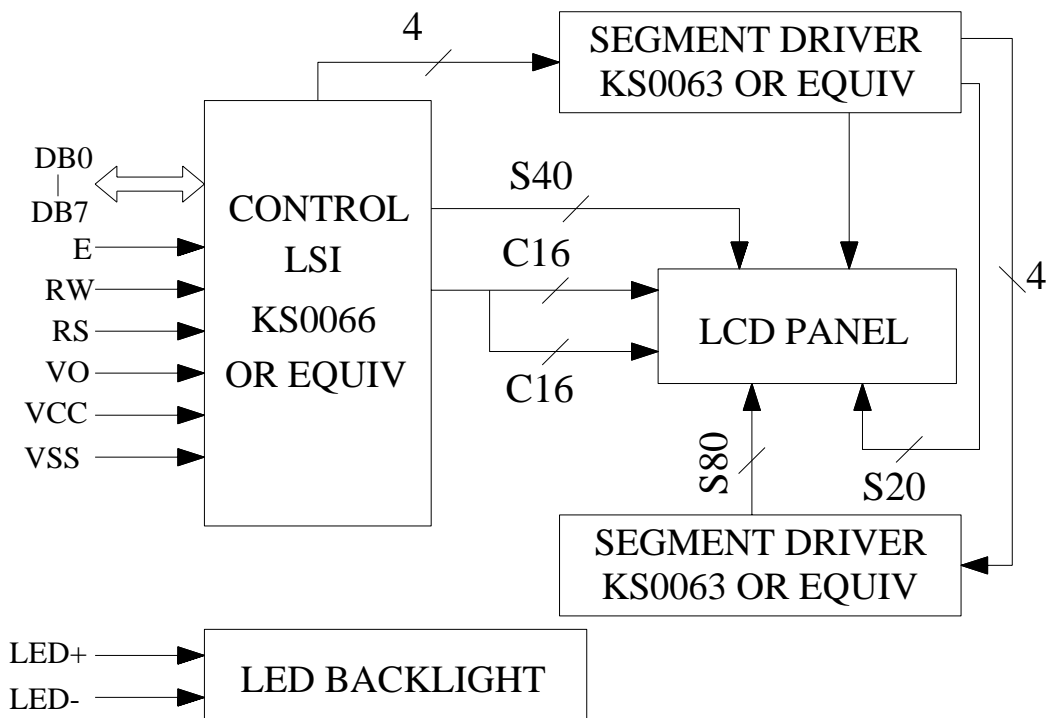 4
SEGMENT DRIVER
KS0063 OR EQUIV
DB0
DB7
E
RW
RS
VO
VCC
VSS
CONTROL
LSI
KS0066
OR EQUIV
S40
C16
C16
LCD PANEL
4
S80
S20
SEGMENT DRIVER
KS0063 OR EQUIV
LED+
LED-
LED BACKLIGHT